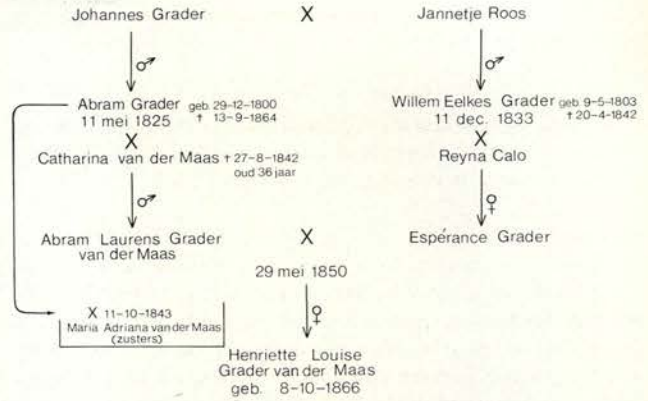 Johannes Grader X Jannetje Roos
♂ ♂
Abram Grader geb. 29-12-1800
11 mei 1825 † 13-9-1864
Willem Eelkes Grader geb. 9-5-1803
11 dec. 1833 † 20-4-1842
X X
Catharina van der Maas † 27-8-1842
oud 36 jaar
Reyna Calo
♂ ♀
Abram Laurens Grader
van der Maas
X
Espérance Grader
29 mei 1850
♀
X 11-10-1843
Maria Adriana van der Maas
(zusters)
Henriette Louise
Grader van der Maas
geb. 8-10-1866